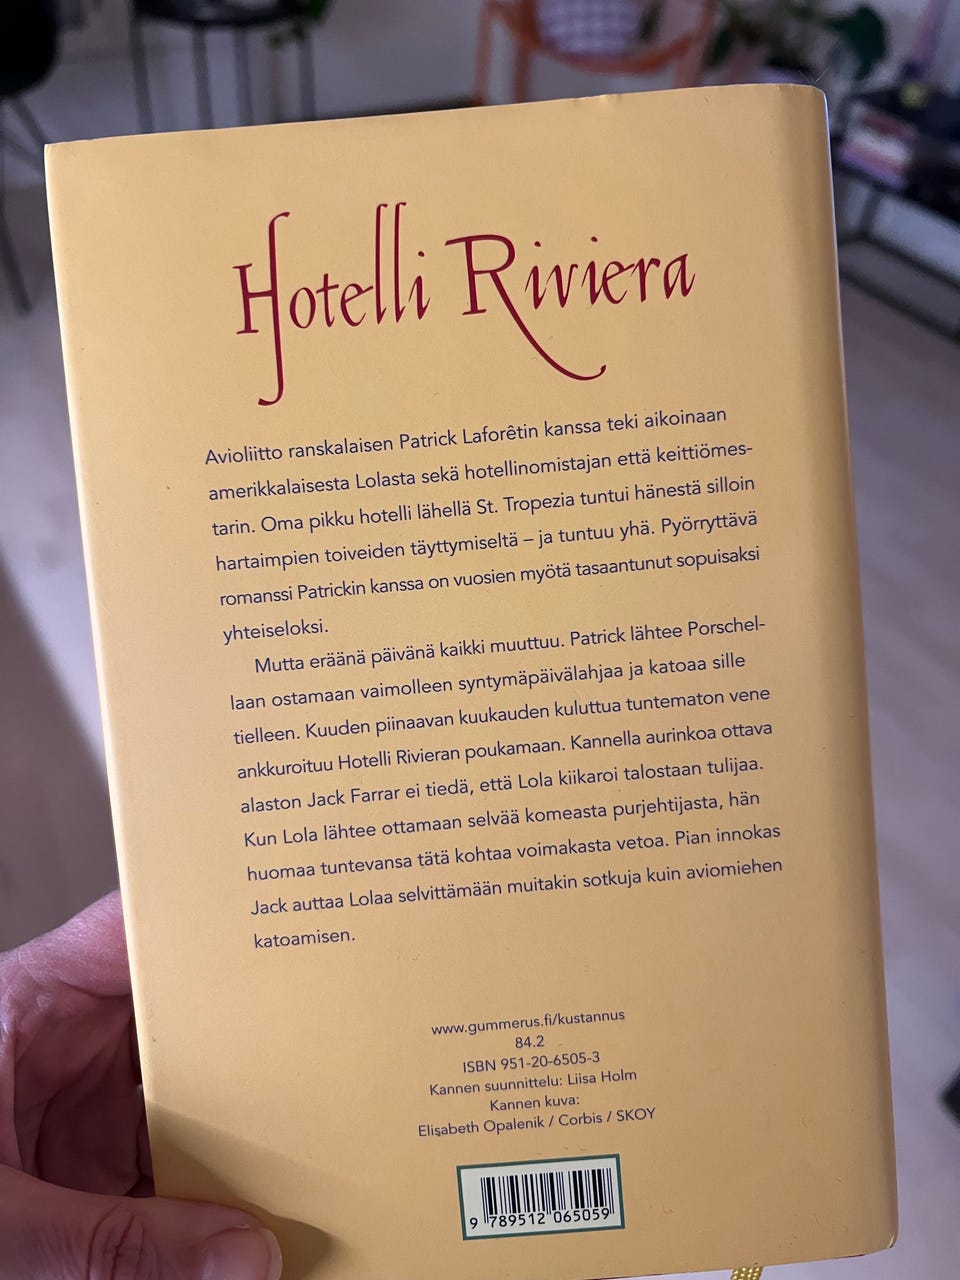 Hotelli Riviera
Avioliitto ranskalaisen Patrick Laforêtin kanssa teki aikoinaan
amerikkalaisesta Lolasta sekä hotellinomistajan että keittiömes-
tarin. Oma pikku hotelli lähellä St. Tropezia tuntui hänestä silloin
hartaimpien toiveiden täyttymiseltä – ja tuntuu yhä. Pyörryttävä
romanssi Patrickin kanssa on vuosien myötä tasaantunut sopuisaksi
yhteiseloksi.
Mutta eräänä päivänä kaikki muuttuu. Patrick lähtee Porschel-
laan ostamaan vaimolleen syntymäpäivälahjaa ja katoaa sille
tielleen. Kuuden piinaavan kuukauden kuluttua tuntematon vene
ankkuroituu Hotelli Rivieran poukamaan. Kannella aurinkoa ottava
alaston Jack Farrar ei tiedä, että Lola kiikaroi talostaan tulijaa.
Kun Lola lähtee ottamaan selvää komeasta purjehtijasta, hän
huomaa tuntevansa tätä kohtaa voimakasta vetoa. Pian innokas
Jack auttaa Lolaa selvittämään muitakin sotkuja kuin aviomiehen
katoamisen.
www.gummerus.fi/kustannus
84.2
ISBN 951-20-6505-3
Kannen suunnittelu: Liisa Holm
Kannen kuva:
Elisabeth Opalenik / Corbis / SKOY
9 789512 065059